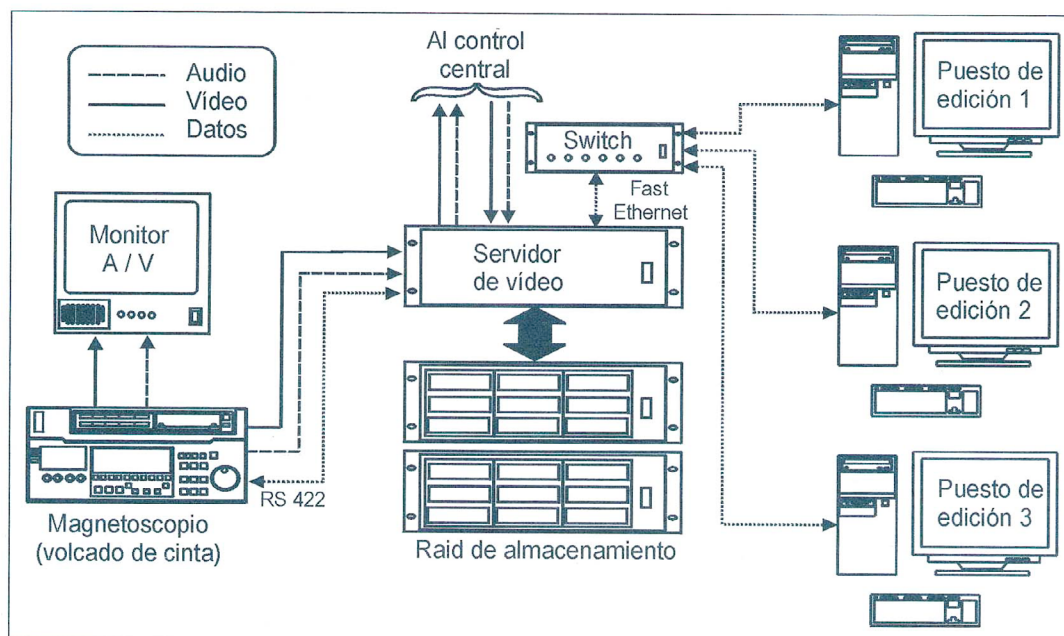 Audio
Vídeo
Datos
Al control
central
Switch
Fast
Ethernet
Monitor
A / V
Servidor
de vídeo
RS 422
Magnetoscopio
(volcado de cinta)
Raid de almacenamiento
Puesto de
edición 1
Puesto de
edición 2
Puesto de
edición 3